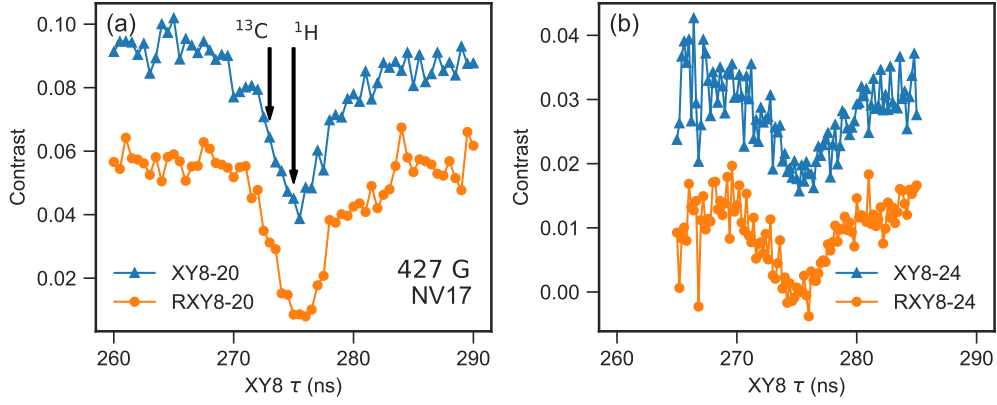 (a)
¹³C
¹H
0.10
0.08
0.06
0.04
0.02
Contrast
XY8-20
RXY8-20
427 G
NV17
260 270 280 290
XY8 τ (ns)
(b)
0.04
0.03
0.02
0.01
0.00
Contrast
XY8-24
RXY8-24
260 270 280 290
XY8 τ (ns)